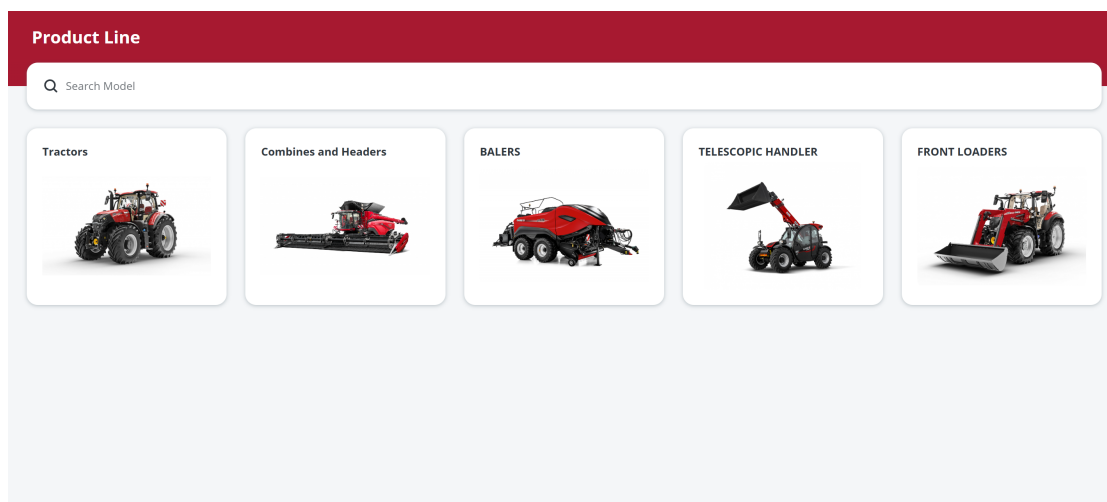 Product Line
Search Model
Tractors
Combines and Headers
BALERS
TELESCOPIC HANDLER
FRONT LOADERS